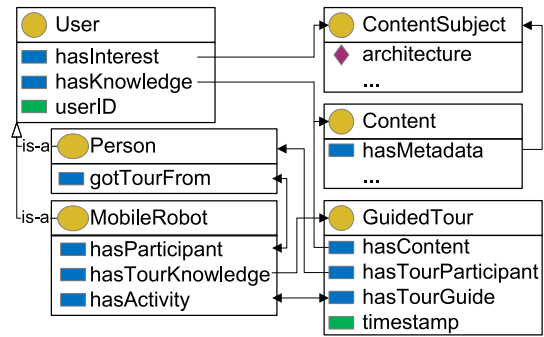 User
hasInterest
hasKnowledge
userID
ContentSubject
architecture
...
Content
hasMetadata
...
is-a
Person
gotTourFrom
is-a
MobileRobot
hasParticipant
hasTourKnowledge
hasActivity
GuidedTour
hasContent
hasTourParticipant
hasTourGuide
timestamp